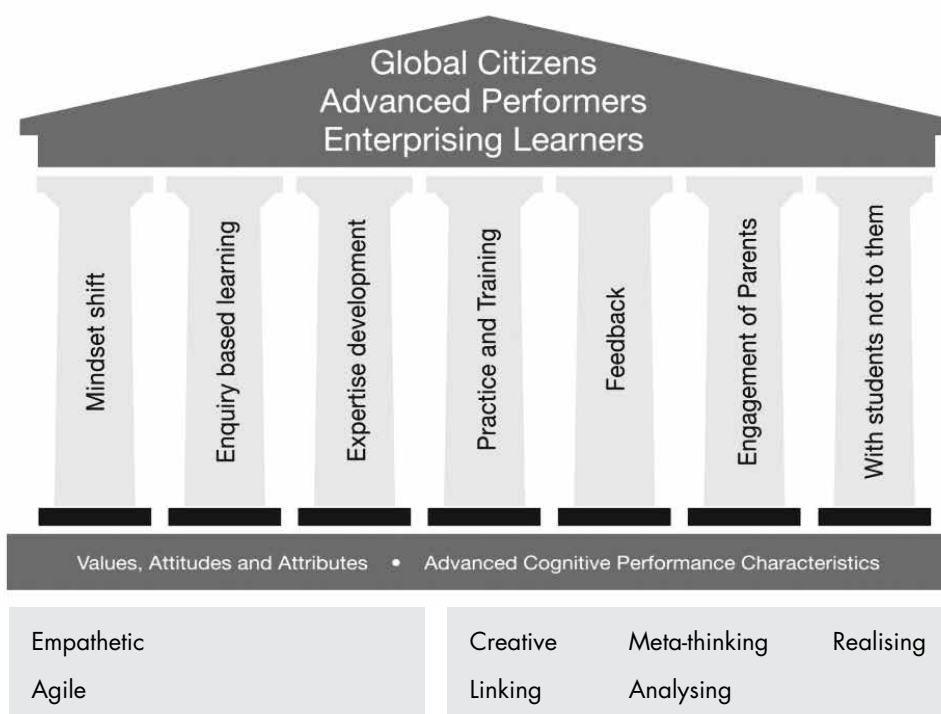 Global Citizens
Advanced Performers
Enterprising Learners
Mindset shift
Enquiry based learning
Expertise development
Practice and Training
Feedback
Engagement of Parents
With students not to them
Values, Attitudes and Attributes • Advanced Cognitive Performance Characteristics
Empathetic
Agile
Creative Meta-thinking Realising
Linking Analysing